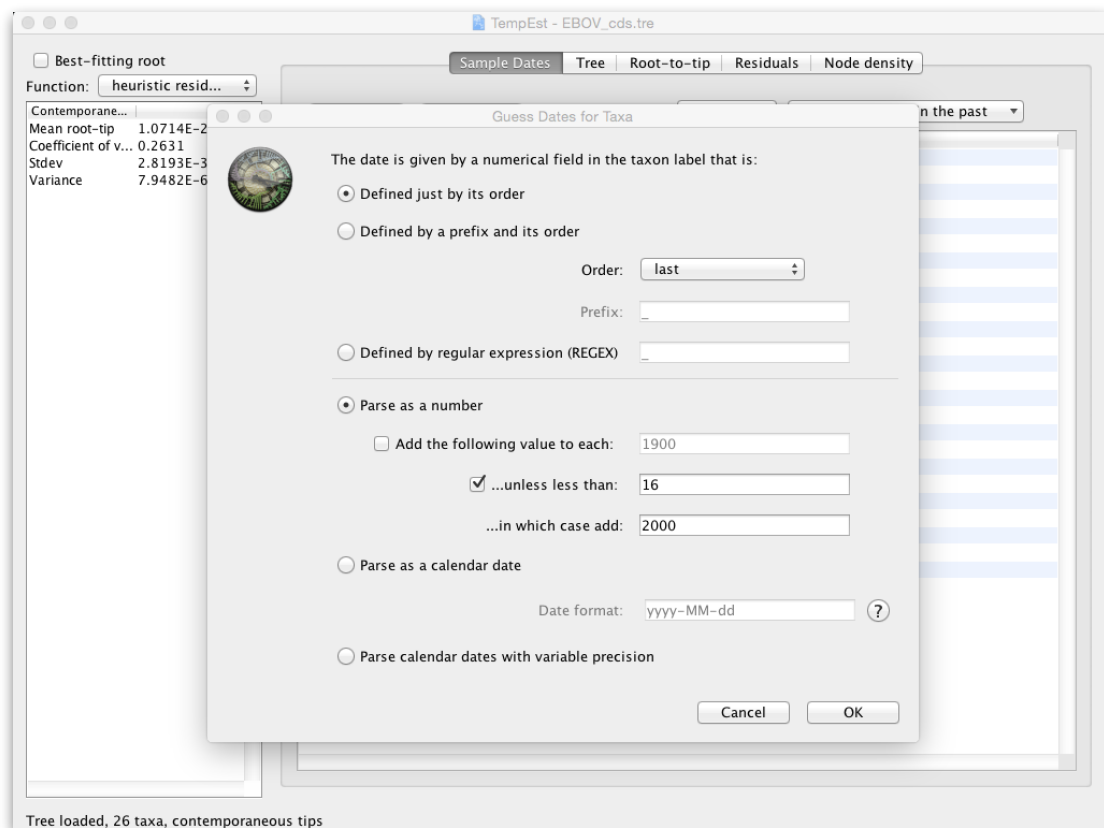 TempEst - EBOV_cds.tre
Best-fitting root
Sample Dates Tree Root-to-tip Residuals Node density
Function: heuristic resid...
Contemporane...
Mean root-tip 1.0714E-2
Coefficient of v... 0.2631
Stdev 2.8193E-3
Variance 7.9482E-6
n the past
Guess Dates for Taxa
The date is given by a numerical field in the taxon label that is:
Defined just by its order
Defined by a prefix and its order
Order: last
Prefix: _
Defined by regular expression (REGEX) _
Parse as a number
Add the following value to each: 1900
...unless less than: 16
...in which case add: 2000
Parse as a calendar date
Date format: yyyy-MM-dd ?
Parse calendar dates with variable precision
Cancel OK
Tree loaded, 26 taxa, contemporaneous tips